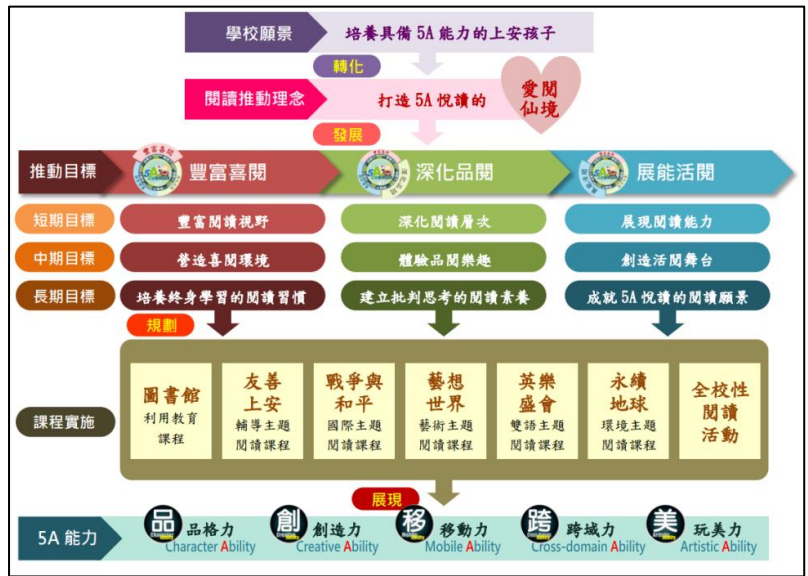 學校願景
培養具備 5A 能力的上安孩子
轉化
閱讀推動理念
打造 5A 悅讀的
愛閱
仙境
發展
推動目標
豐富喜閱
深化品閱
展能活閱
短期目標
豐富閱讀視野
深化閱讀層次
展現閱讀能力
中期目標
營造喜閱環境
體驗品閱樂趣
創造活閱舞台
長期目標
培養終身學習的閱讀習慣
建立批判思考的閱讀素養
成就 5A 悅讀的閱讀願景
規劃
課程實施
圖書館
利用教育
課程
友善
上安
輔導主題
閱讀課程
戰爭與
和平
國際主題
閱讀課程
藝想
世界
藝術主題
閱讀課程
英樂
盛會
雙語主題
閱讀課程
永續
地球
環境主題
閱讀課程
全校性
閱讀
活動
展現
5A 能力
品
品格力
Character Ability
創
創造力
Creative Ability
移
移動力
Mobile Ability
跨
跨域力
Cross-domain Ability
美
玩美力
Artistic Ability